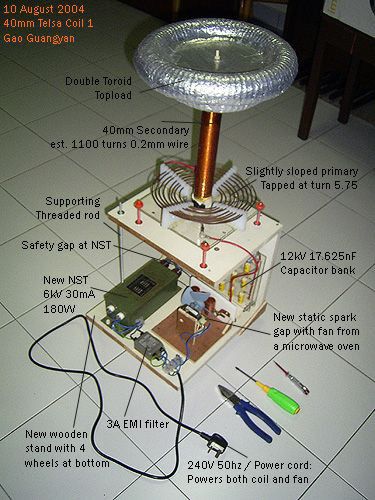 10 August 2004
40mm Telsa Coil 1
Gao Guangyan
Double Toroid
Topload
40mm Secondary
est. 1100 turns 0.2mm wire
Slightly sloped primary
Tapped at turn 5.75
Supporting
Threaded rod
Safety gap at NST
12kV 17.625nF
Capacitor bank
New NST
6kV 30mA
180W
New static spark
gap with fan from
a microwave oven
3A EMI filter
New wooden
stand with 4
wheels at bottom
240V 50hz / Power cord:
Powers both coil and fan